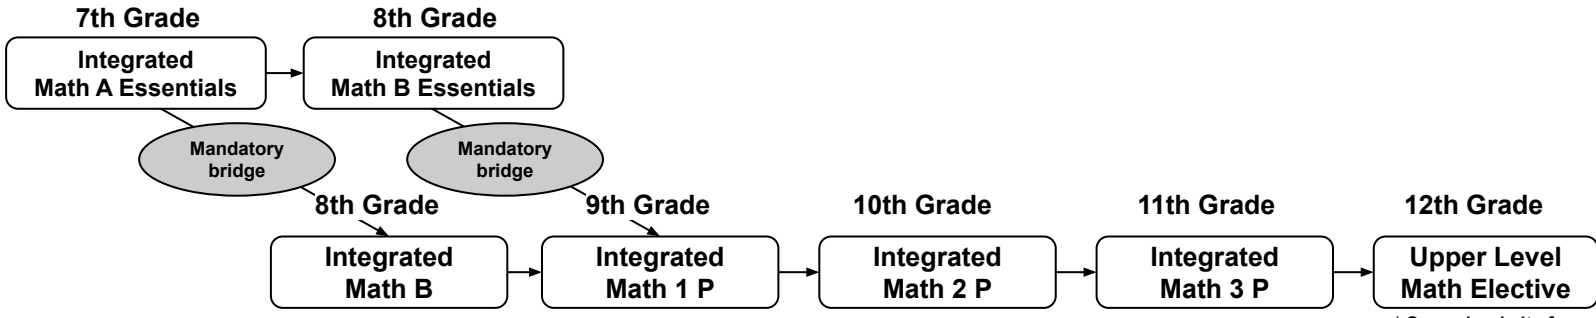 7th Grade
8th Grade
Integrated
Math A Essentials
Integrated
Math B Essentials
Mandatory
bridge
Mandatory
bridge
8th Grade
9th Grade
10th Grade
11th Grade
12th Grade
Integrated
Math B
Integrated
Math 1 P
Integrated
Math 2 P
Integrated
Math 3 P
Upper Level
Math Elective